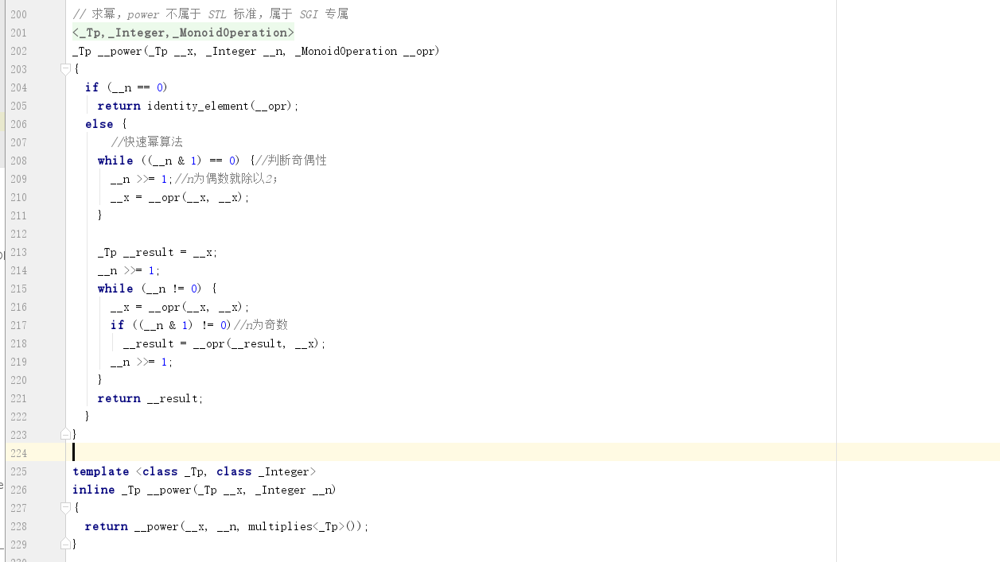 200 // 求幂，power 不属于 STL 标准，属于 SGI 专属
201 <_Tp,_Integer,_MonoidOperation>
202 _Tp __power(_Tp __x, _Integer __n, _MonoidOperation __opr)
203 {
204 if (__n == 0)
205 return identity_element(__opr);
206 else {
207 //快速幂算法
208 while ((__n & 1) == 0) {//判断奇偶性
209 __n >>= 1;//n为偶数就除以2;
210 __x = __opr(__x, __x);
211 }
212
213 _Tp __result = __x;
214 __n >>= 1;
215 while (__n != 0) {
216 __x = __opr(__x, __x);
217 if ((__n & 1) != 0)//n为奇数
218 __result = __opr(__result, __x);
219 __n >>= 1;
220 }
221 return __result;
222 }
223 }
224
225 template <class _Tp, class _Integer>
226 inline _Tp __power(_Tp __x, _Integer __n)
227 {
228 return __power(__x, __n, multiplies<_Tp>());
229 }